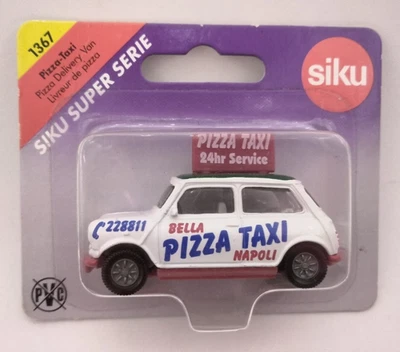 1367
Pizza-Taxi
Pizza Delivery Van
Livreur de pizza
SIKU SUPER SERIE
siku
PIZZA TAXI
24hr Service
228811
BELLA
PIZZA TAXI
NAPOLI
PVC